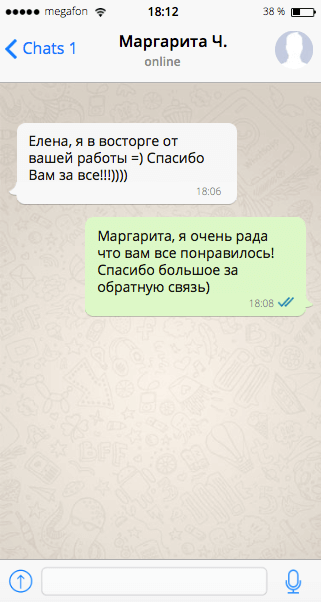 megafon 18:12 38 %
Chats 1 Маргарита Ч.
online
Елена, я в восторге от
вашей работы =) Спасибо
Вам за все!!!))))
18:06
Маргарита, я очень рада
что вам все понравилось!
Спасибо большое за
обратную связь)
18:08